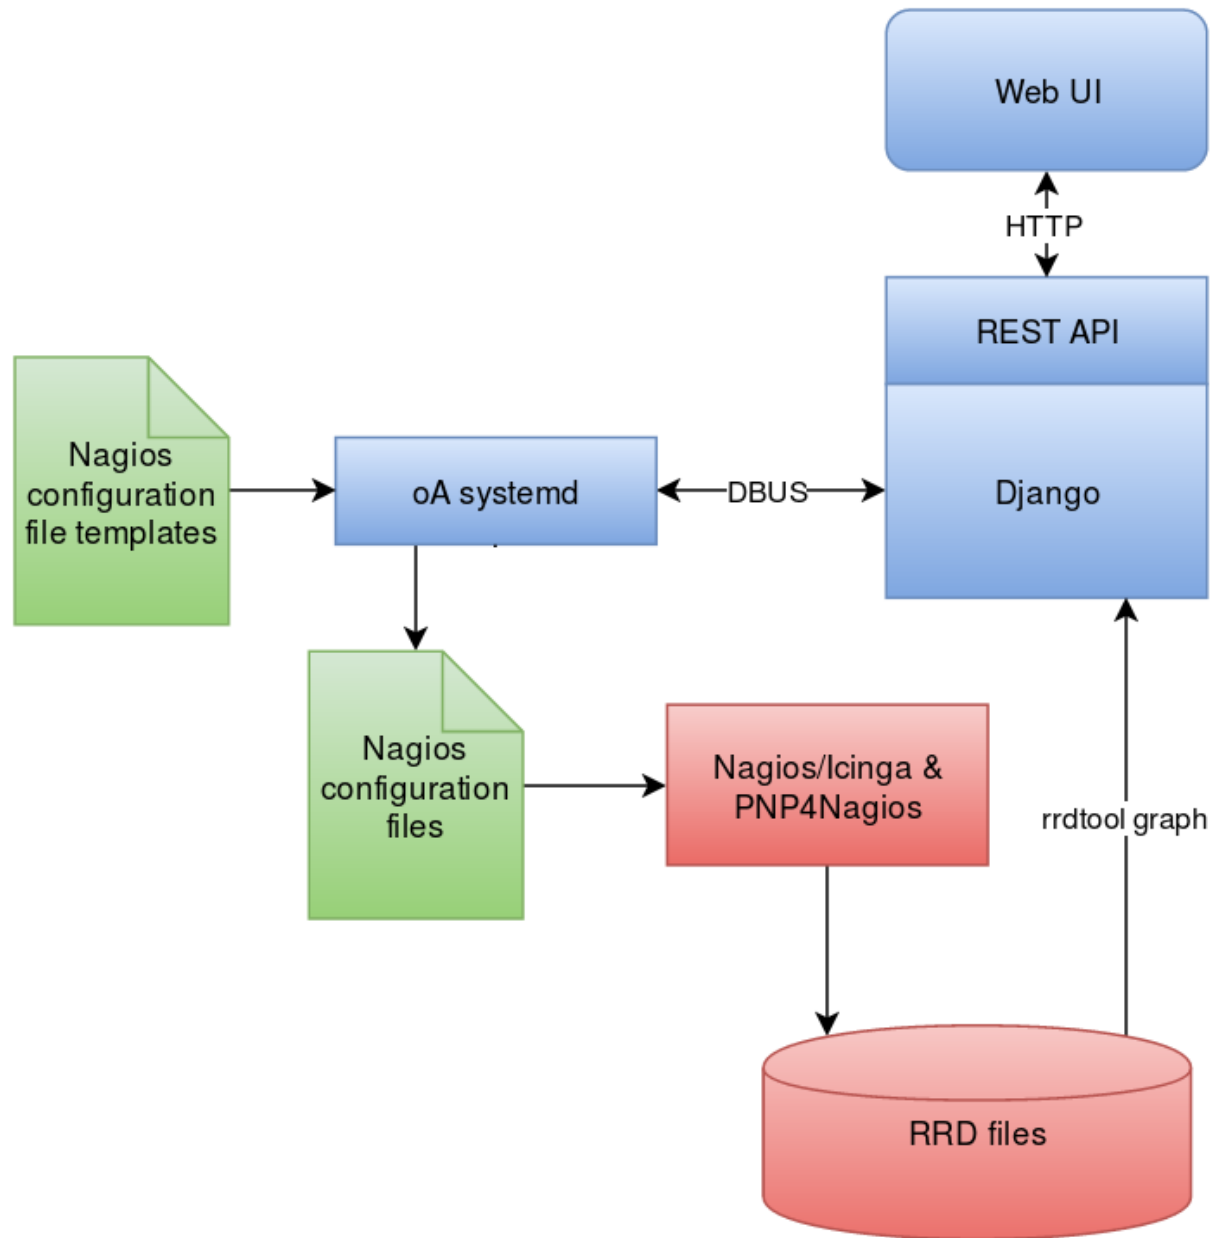 Web UI
HTTP
REST API
Nagios
configuration
file templates
oA systemd
DBUS
Django
Nagios
configuration
files
Nagios/Icinga &
PNP4Nagios
rrdtool graph
RRD files